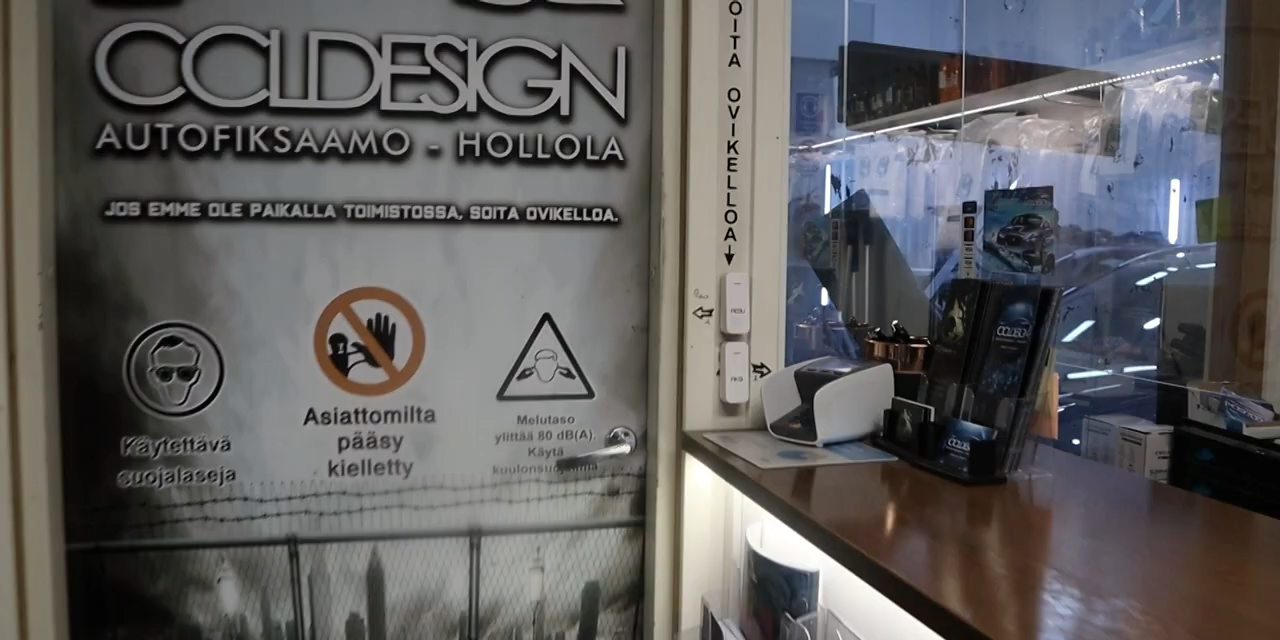 CCLDESIGN
AUTOFIKSAAMO - HOLLOLA
JOS EMME OLE PAIKALLA TOIMISTOSSA, SOITA OVIKELLOA.
Käytettävä
suojalaseja
Asiattomilta
pääsy
kielletty
Melutaso
ylittää 80 dB(A).
Käytä
OITA OVIKELLOA